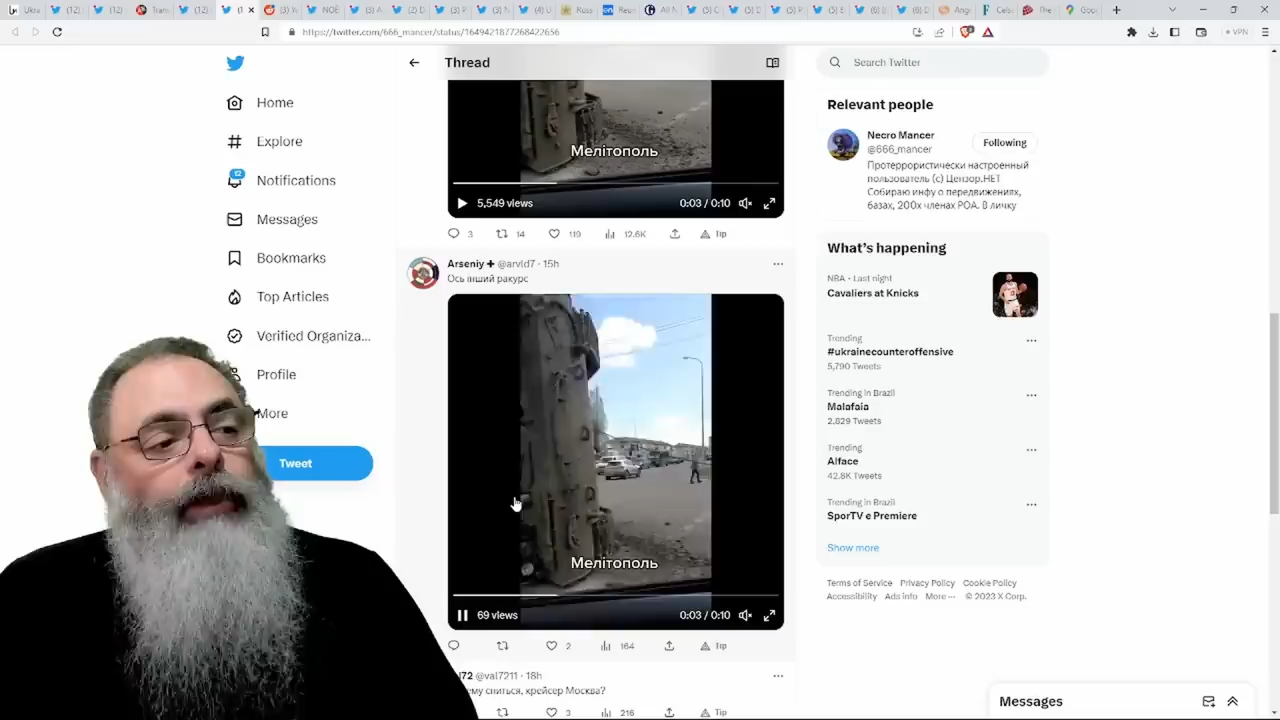 https://twitter.com/666_mancer/status/1649421877268422656
VPN
Home
Explore
12
Notifications
Messages
Bookmarks
Top Articles
Verified Organiza...
Profile
More
Tweet
Thread
Мелітополь
5,549 views
0:03 / 0:10
3
14
119
12.6K
Tip
Arseniy
@arvld7 · 15h
Ось інший ракурс
Мелітополь
69 views
0:03 / 0:10
2
164
Tip
@val7211 · 18h
спиться, крейсер Москва?
3
216
Tip
Search Twitter
Relevant people
Necro Mancer
@666_mancer
Following
Протеррористически настроенный
пользователь (с) Цензор.НЕТ
Собираю инфу о передвижениях,
базах, 200х членах РОА. В личку
What's happening
NBA · Last night
Cavaliers at Knicks
Trending
#ukrainecounteroffensive
5,790 Tweets
Trending in Brazil
Malafaia
2,829 Tweets
Trending
Alface
42.8K Tweets
Trending in Brazil
SporTV e Premiere
Show more
Terms of Service Privacy Policy Cookie Policy
Accessibility Ads info More ··· © 2023 X Corp.
Messages